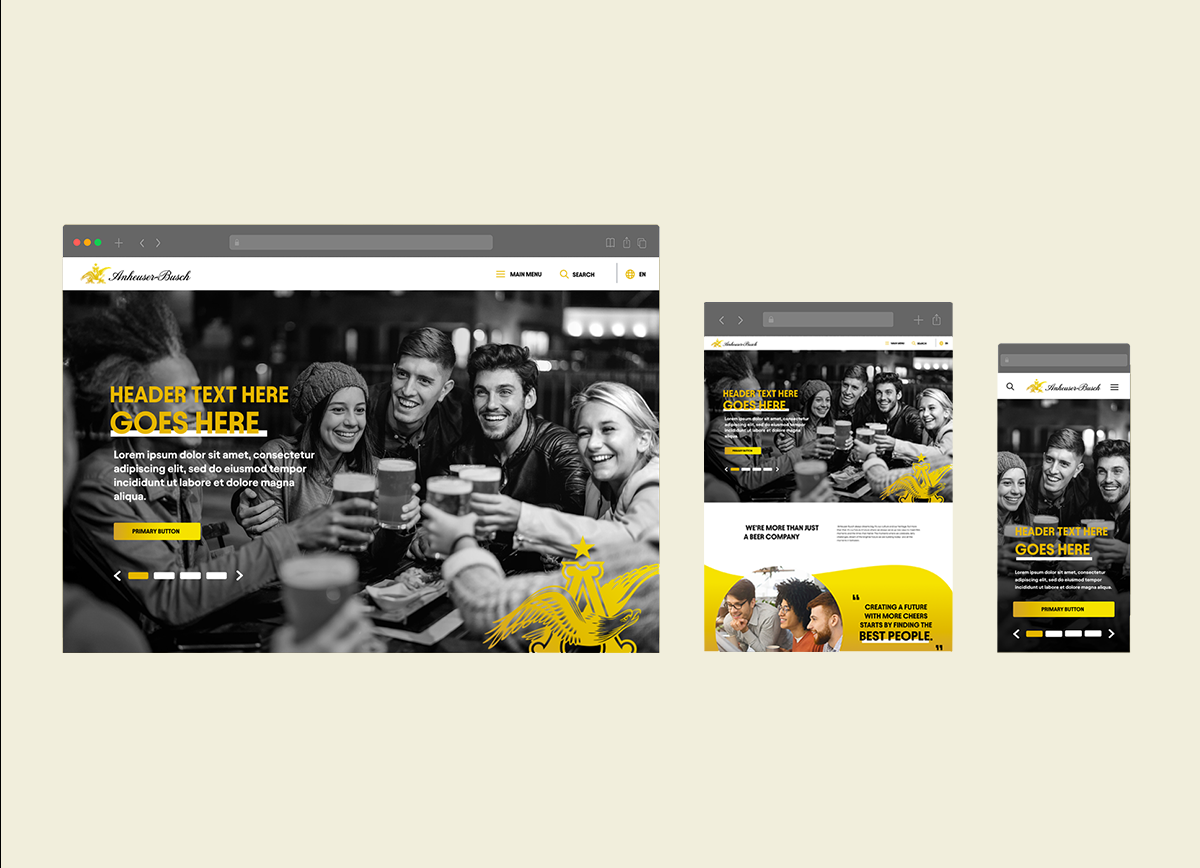 Anheuser-Busch
MAIN MENU
SEARCH
EN
HEADER TEXT HERE
GOES HERE
Lorem ipsum dolor sit amet, consectetur
adipiscing elit, sed do eiusmod tempor
incididunt ut labore et dolore magna
aliqua.
PRIMARY BUTTON
Anheuser-Busch
MAIN MENU
SEARCH
EN
HEADER TEXT HERE
GOES HERE
Lorem ipsum dolor sit amet, consectetur
adipiscing elit, sed do eiusmod tempor
incididunt ut labore et dolore magna
aliqua.
PRIMARY BUTTON
WE'RE MORE THAN JUST
A BEER COMPANY
“
CREATING A FUTURE
WITH MORE CHEERS
STARTS BY FINDING THE
BEST PEOPLE.
”
Anheuser-Busch
HEADER TEXT HERE
GOES HERE
Lorem ipsum dolor sit amet, consectetur
adipiscing elit, sed do eiusmod tempor
incididunt ut labore et dolore magna aliqua.
PRIMARY BUTTON